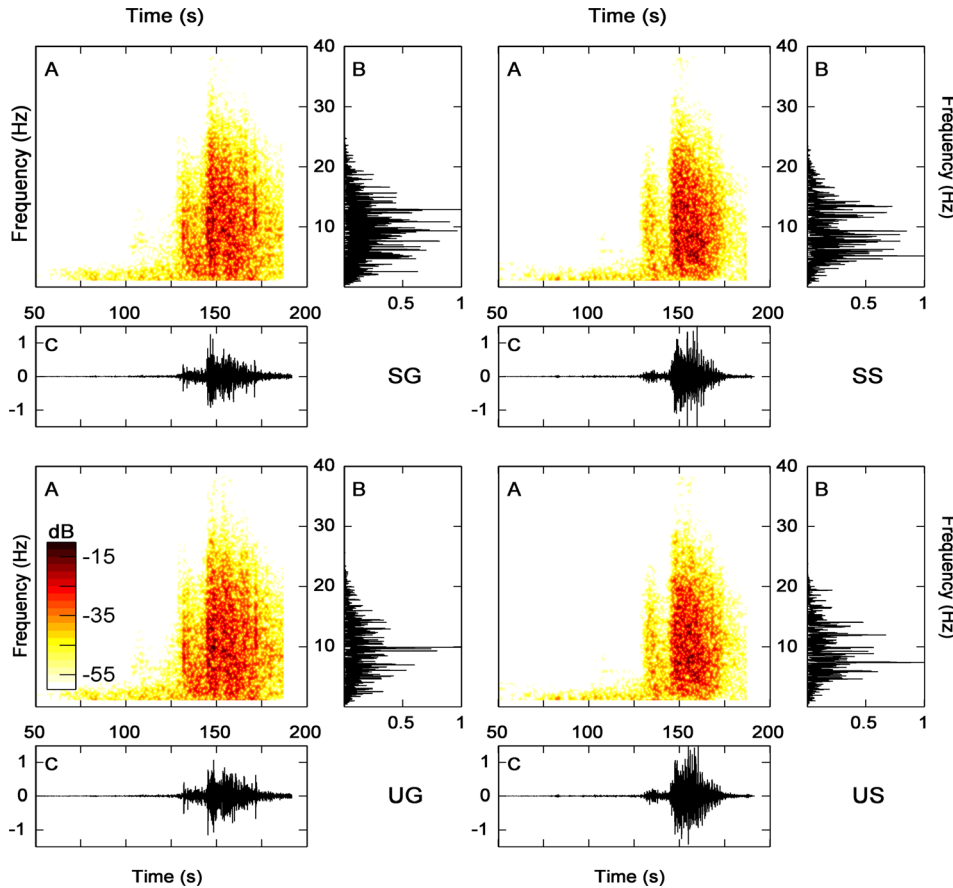 Time (s) Time (s)
40 40
A B A B
30 30
20 20
10 10
Frequency (Hz) Frequency (Hz)
50 100 150 200 0.5 1 50 100 150 200 0.5 1
1 C 1 C
0 SG 0 SS
-1 -1
40 40
A B A B
dB 30 30
-15
20 20
-35
10 10
-55
Frequency (Hz) Frequency (Hz)
50 100 150 200 0.5 1 50 100 150 200 0.5 1
1 C 1 C
0 UG 0 US
-1 -1
Time (s) Time (s)